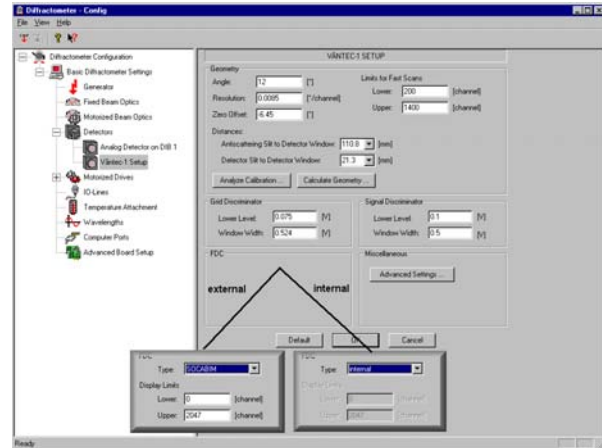 Diffractometer - Config
File View Help
Diffractometer Configuration
Basic Diffractometer Settings
Generator
Fixed Beam Optics
Motorized Beam Optics
Detectors
Analog Detector on DIB 1
Våntec-1 Setup
Motorized Drives
IO-Lines
Temperature Attachment
Wavelengths
Computer Ports
Advanced Board Setup
VÅNTEC-1 SETUP
Geometry
Angle: 12 [°]
Resolution: 0.0085 [°/channel]
Zero Offset: -6.45 [°]
Limits for Fast Scans
Lower: 200 [channel]
Upper: 1400 [channel]
Distances:
Antiscattering Slit to Detector Window: 110.8 [mm]
Detector Slit to Detector Window: 21.3 [mm]
Analyze Calibration... Calculate Geometry...
Grid Discriminator
Lower Level: 0.075 [V]
Window Width: 0.524 [V]
Signal Discriminator
Lower Level: 0.1 [V]
Window Width: 0.5 [V]
FDC
external internal
Miscellaneous
Advanced Settings ...
Default OK Cancel
FDC
Type: SOCABIM
Display Limits
Lower: 0 [channel]
Upper: 2047 [channel]
FDC
Type: internal
Display Limits
Lower: 0 [channel]
Upper: 2047 [channel]
Ready